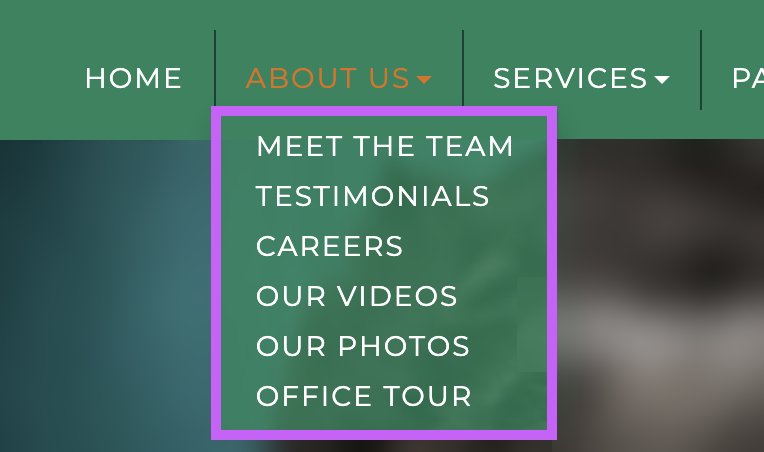 HOME ABOUT US SERVICES
MEET THE TEAM
TESTIMONIALS
CAREERS
OUR VIDEOS
OUR PHOTOS
OFFICE TOUR